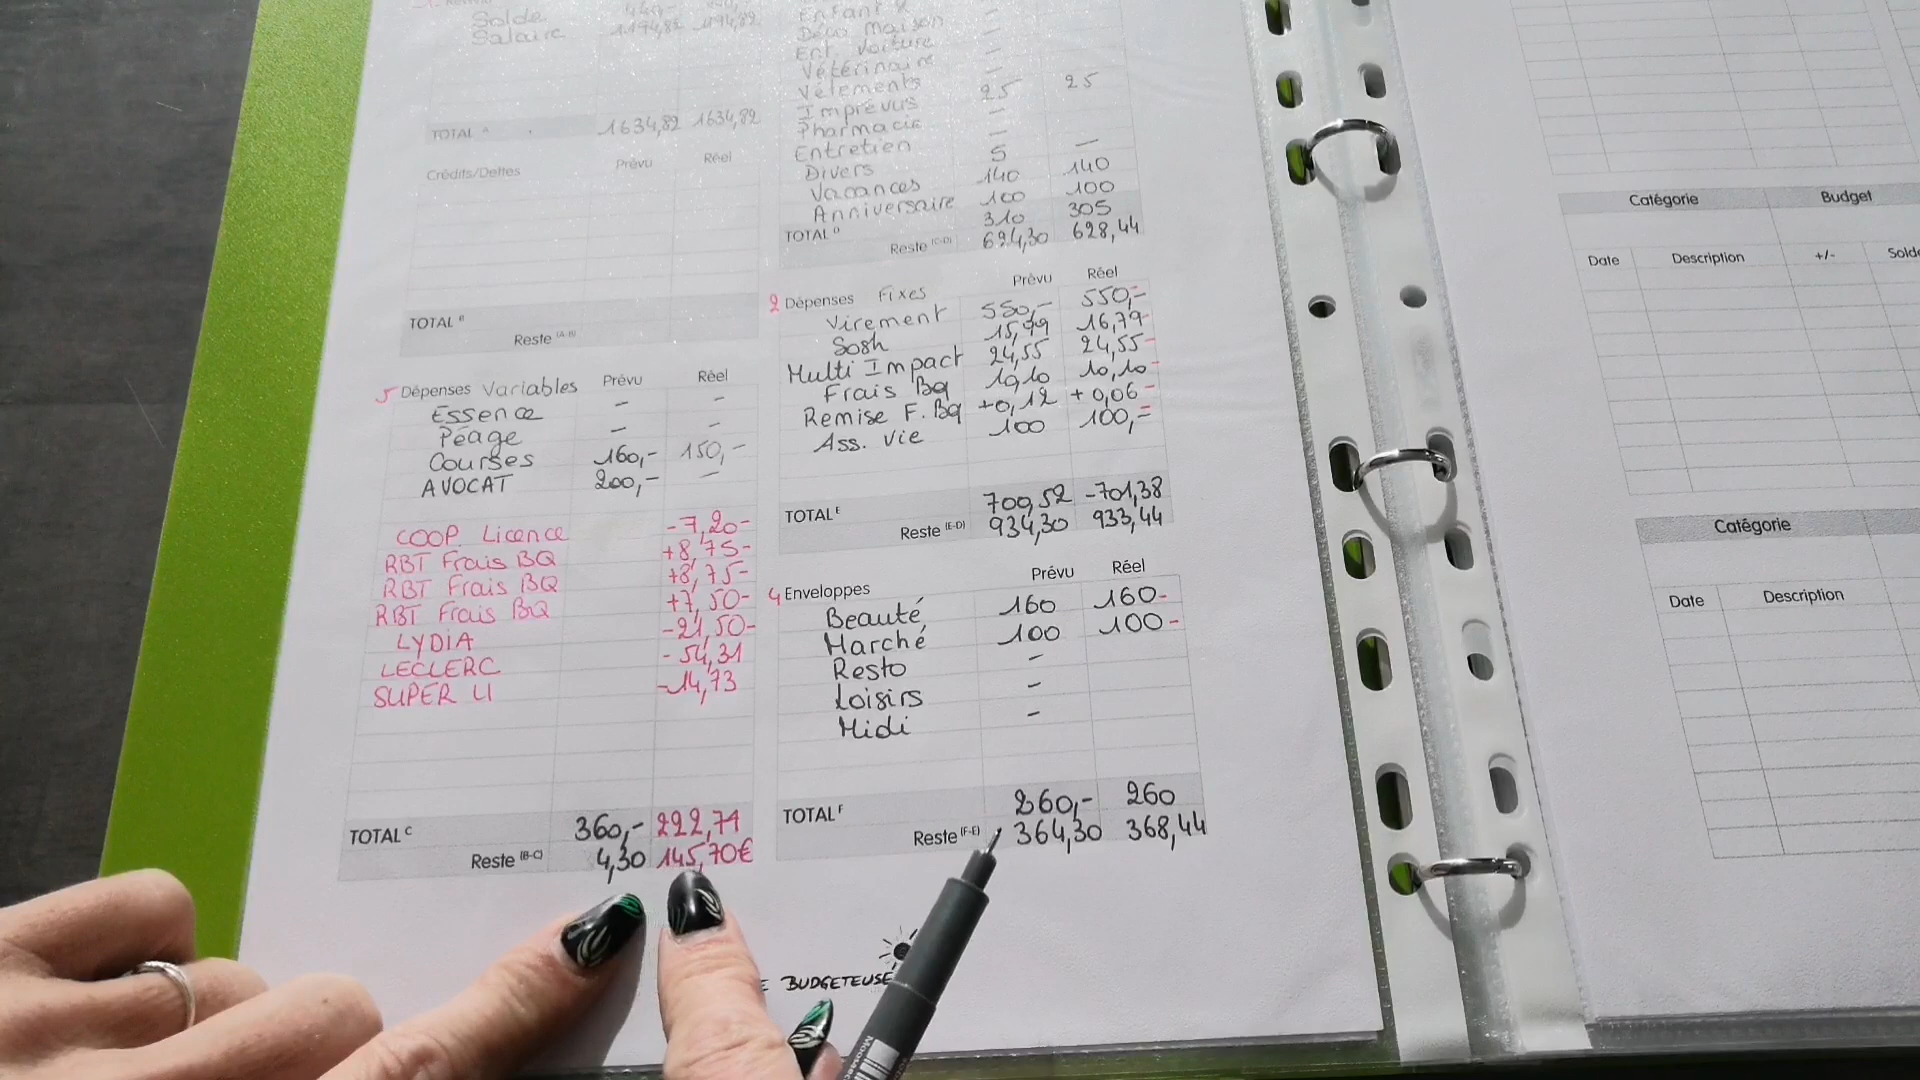 Solde
Salaire 1194,82 1194,82
TOTAL A 1634,82 1634,82
Crédits/Dettes Prévu Réel
TOTAL B
Reste (A-B)
5 Dépenses Variables Prévu Réel
Essence - -
Péage - -
Courses 160,- 150,-
AVOCAT 200,- -
COOP Licence -7,20-
RBT Frais BQ +8,75-
RBT Frais BQ +8,75-
RBT Frais BQ +7,50-
LYDIA -21,50-
LECLERC -54,31
SUPER U -14,73
TOTAL C 360,- 222,74
Reste (B-C) 4,30 145,70€
Enfant
Déco Maison -
Ent. Voiture -
Vétérinaire -
Vêtements -
Imprévus 25 25
Pharmacie -
Entretien -
Divers 5 -
Vacances 140 140
Anniversaire 100 100
TOTAL D 310 305
Reste (C-D) 624,30 628,44
2 Dépenses Fixes Prévu Réel
Virement 550,- 550,-
Sosh 15,99 16,79-
Multi Impact 24,55 24,55-
Frais Bq 10,10 10,10-
Remise F. Bq +0,12 +0,06-
Ass. Vie 100 100,=
TOTAL E 700,52 -701,38
Reste (E-D) 934,30 933,44
4 Enveloppes Prévu Réel
Beauté 160 160-
Marché 100 100-
Resto -
Loisirs -
Midi -
TOTAL F 260,- 260
Reste (F-E) 364,30 368,44
BUDGETEUSE
Catégorie Budget
Date Description +/- Solde
Catégorie
Date Description